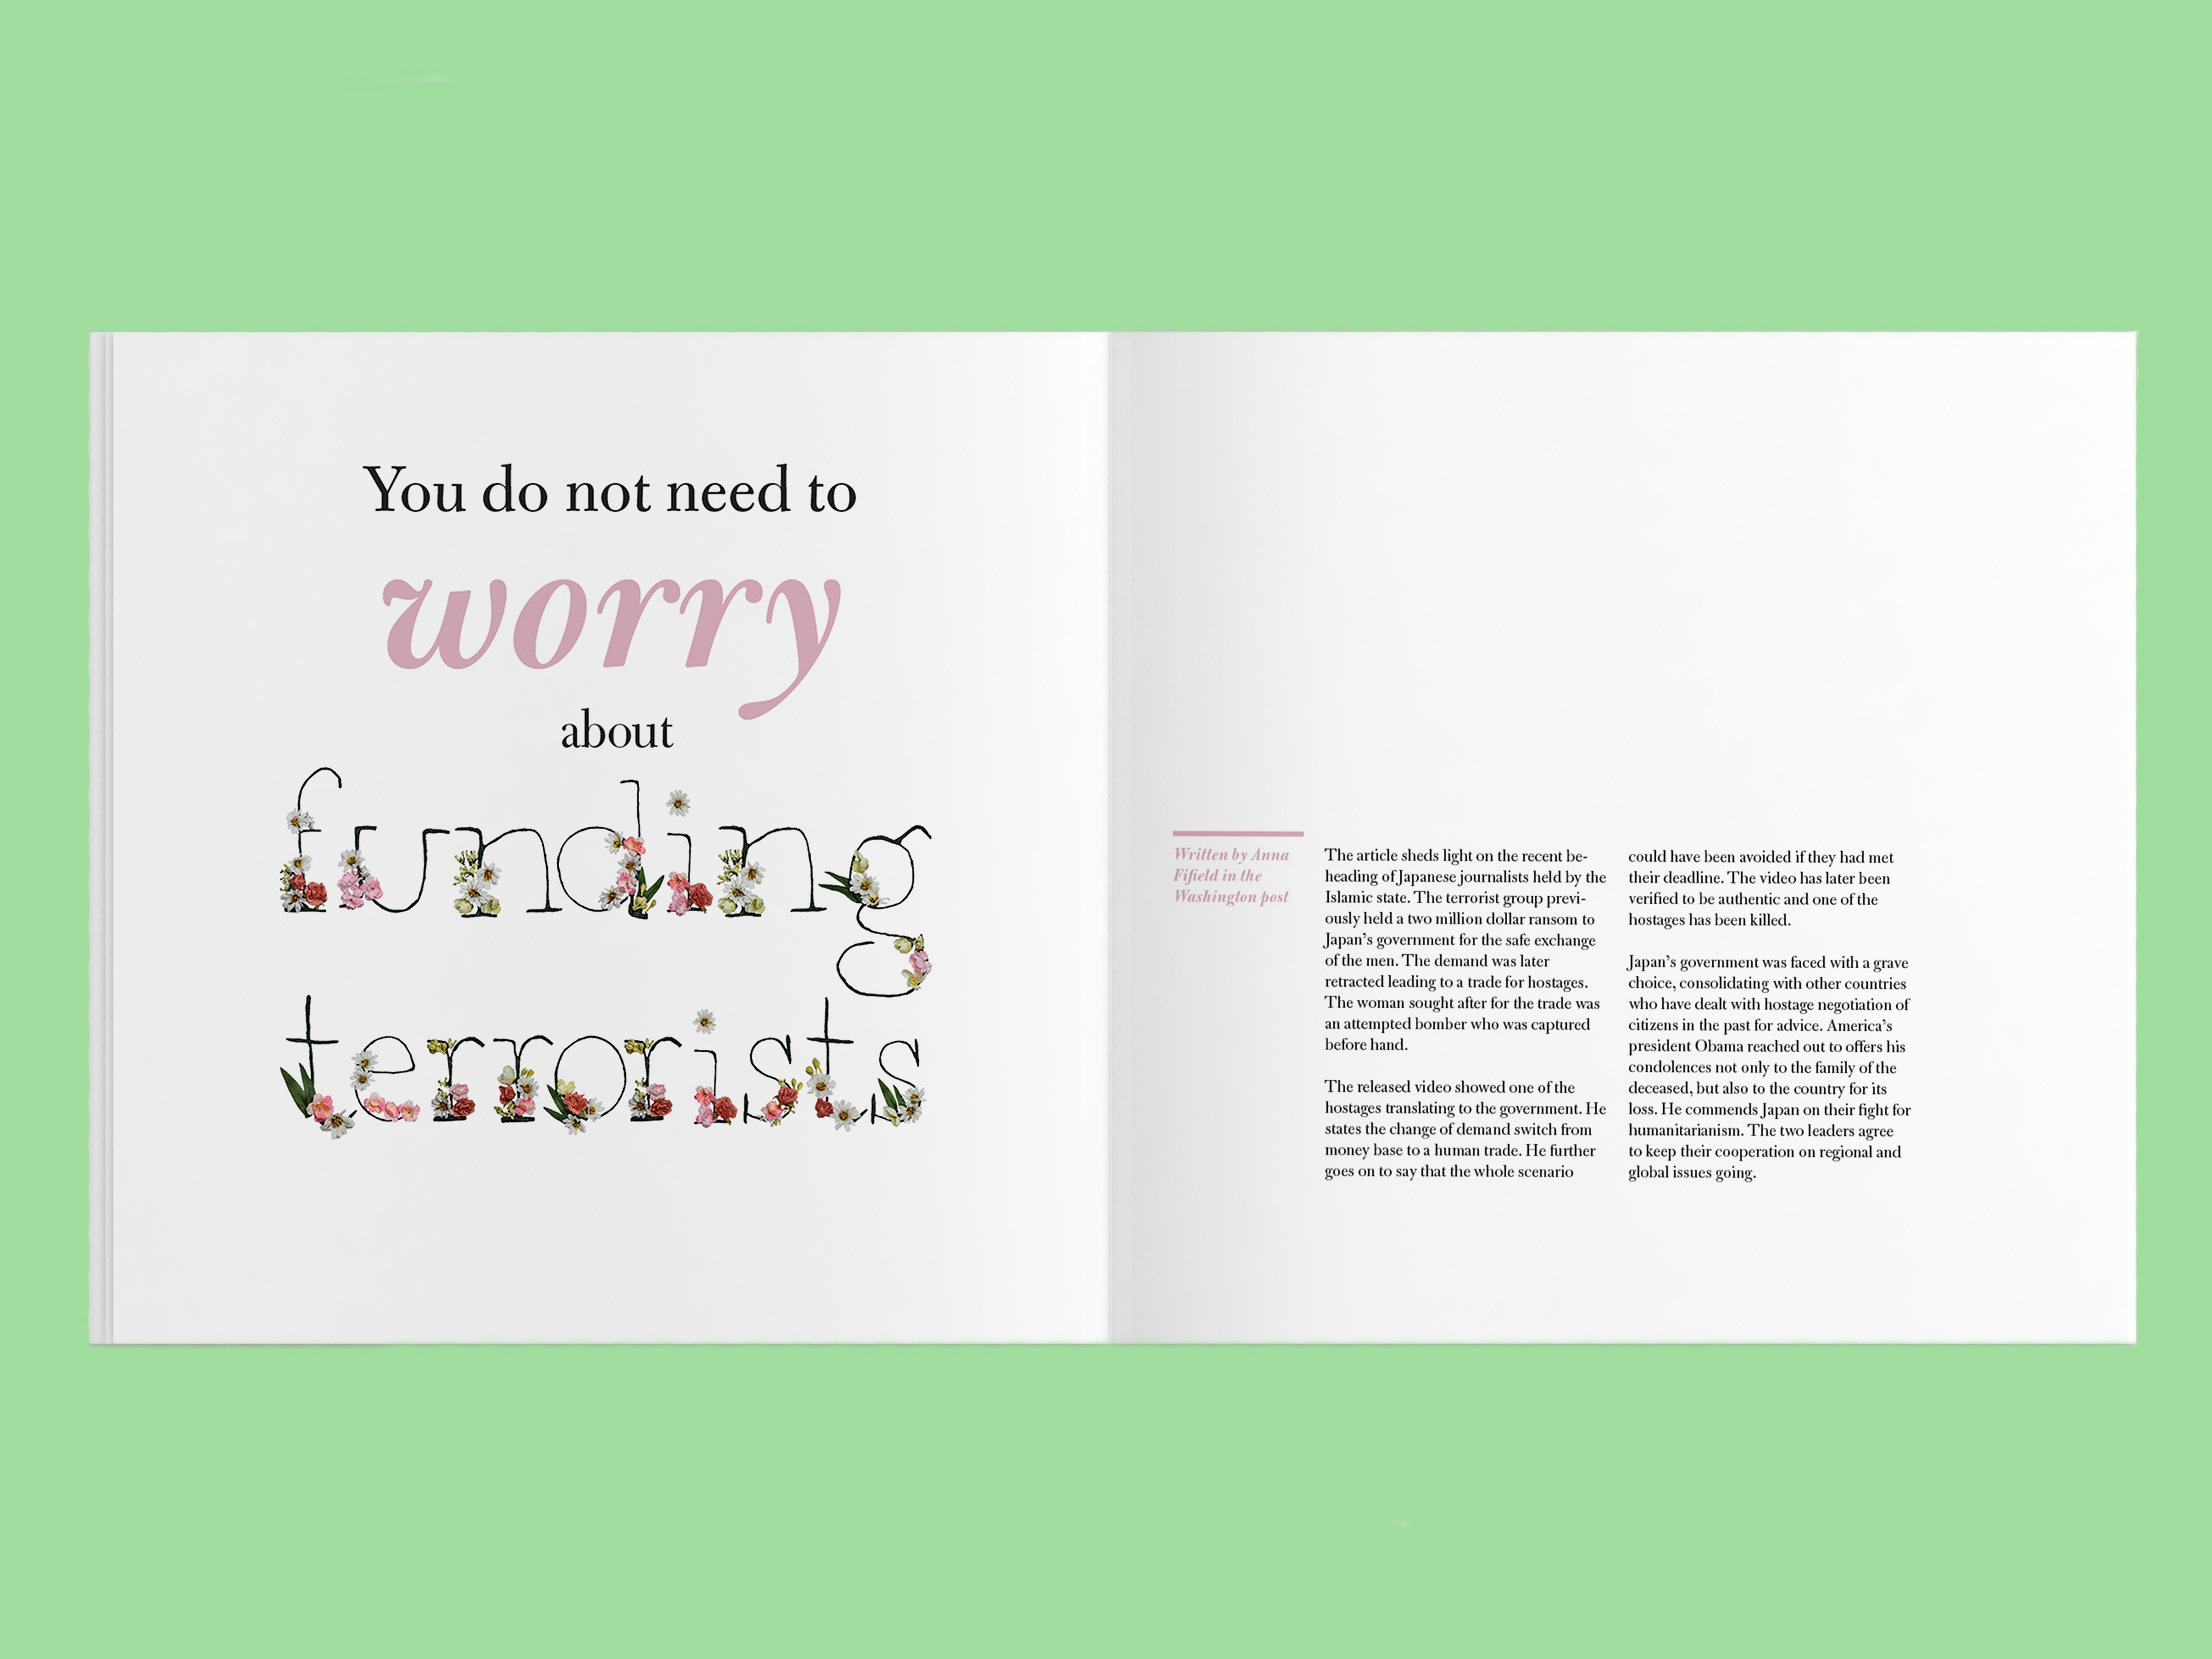 You do not need to
worry
about
funding
terrorists
Written by Anna
Fifield in the
Washington post
The article sheds light on the recent be-
heading of Japanese journalists held by the
Islamic state. The terrorist group previ-
ously held a two million dollar ransom to
Japan's government for the safe exchange
of the men. The demand was later
retracted leading to a trade for hostages.
The woman sought after for the trade was
an attempted bomber who was captured
before hand.
The released video showed one of the
hostages translating to the government. He
states the change of demand switch from
money base to a human trade. He further
goes on to say that the whole scenario
could have been avoided if they had met
their deadline. The video has later been
verified to be authentic and one of the
hostages has been killed.
Japan's government was faced with a grave
choice, consolidating with other countries
who have dealt with hostage negotiation of
citizens in the past for advice. America's
president Obama reached out to offers his
condolences not only to the family of the
deceased, but also to the country for its
loss. He commends Japan on their fight for
humanitarianism. The two leaders agree
to keep their cooperation on regional and
global issues going.